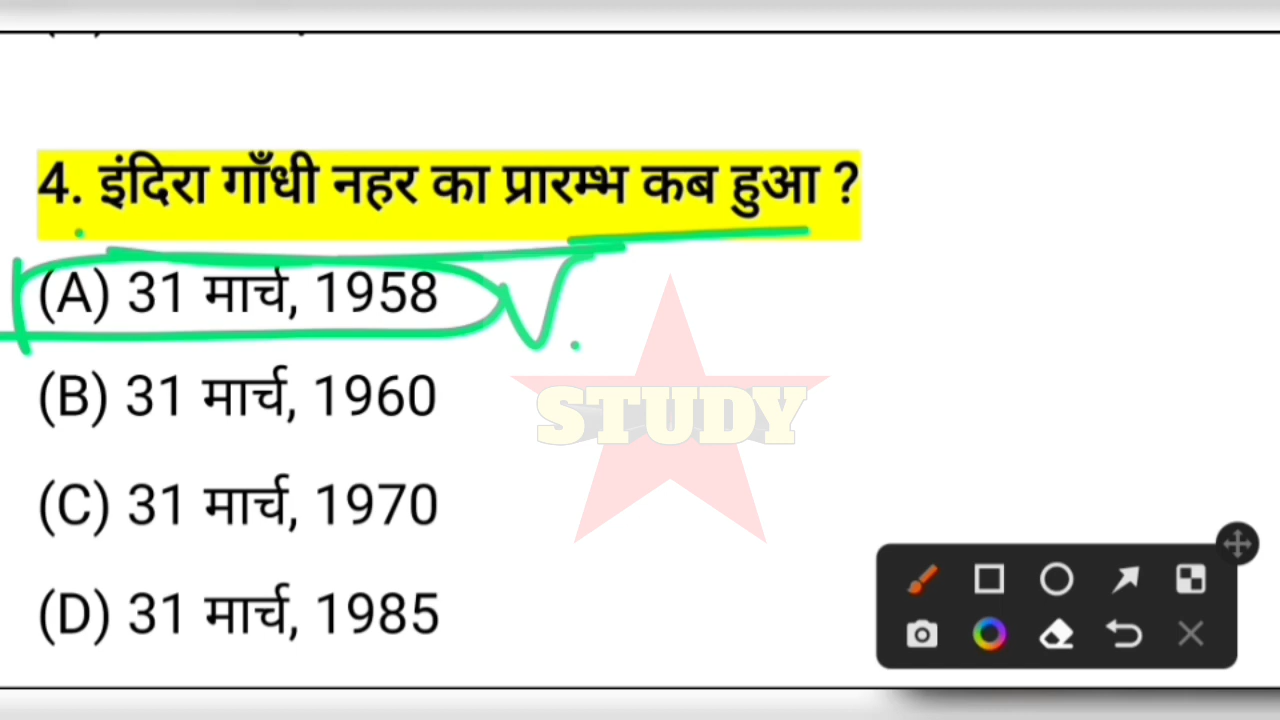 4. इंदिरा गाँधी नहर का प्रारम्भ कब हुआ ?
(A) 31 मार्च, 1958
(B) 31 मार्च, 1960
STUDY
(C) 31 मार्च, 1970
(D) 31 मार्च, 1985